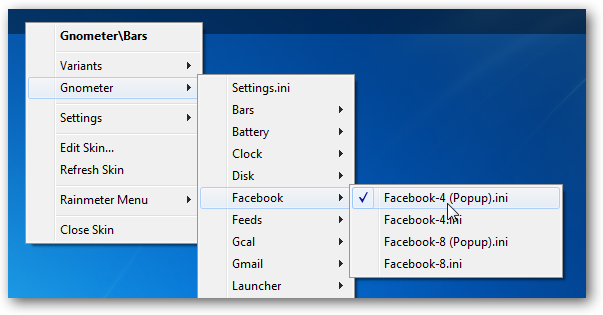 Gnometer\Bars
Variants
Gnometer
Settings
Edit Skin...
Refresh Skin
Rainmeter Menu
Close Skin
Settings.ini
Bars
Battery
Clock
Disk
Facebook
Feeds
Gcal
Gmail
Launcher
Facebook-4 (Popup).ini
Facebook-4.ini
Facebook-8 (Popup).ini
Facebook-8.ini